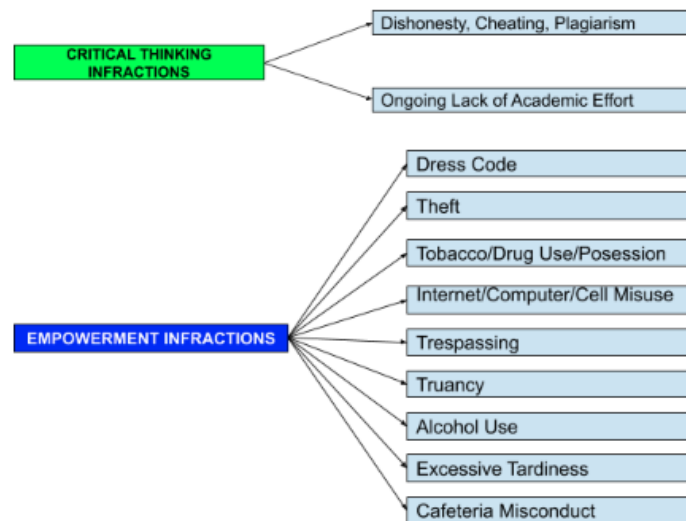 CRITICAL THINKING
INFRACTIONS
Dishonesty, Cheating, Plagiarism
Ongoing Lack of Academic Effort
EMPOWERMENT INFRACTIONS
Dress Code
Theft
Tobacco/Drug Use/Posession
Internet/Computer/Cell Misuse
Trespassing
Truancy
Alcohol Use
Excessive Tardiness
Cafeteria Misconduct